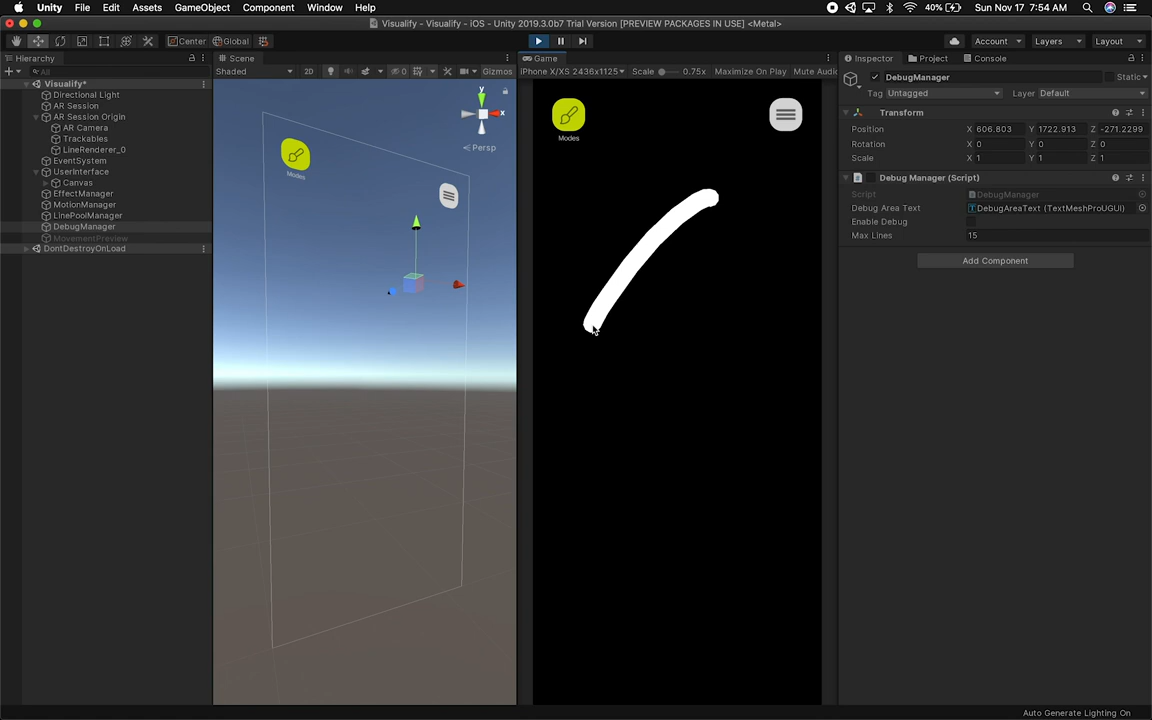 Unity File Edit Assets GameObject Component Window Help 40% Sun Nov 17 7:54 AM
Visualify - Visualify - iOS - Unity 2019.3.0b7 Trial Version [PREVIEW PACKAGES IN USE] <Metal>
Center Global Account Layers Layout
Hierarchy Scene Game Inspector Project Console
All Shaded 2D 0 Gizmos iPhone X/XS 2436x1125 Scale 0.75x Maximize On Play Mute Audio
DebugManager Static
Tag Untagged Layer Default
Visualify*
Directional Light
AR Session
AR Session Origin
AR Camera
Trackables
LineRenderer_0
EventSystem
UserInterface
Canvas
EffectManager
MotionManager
LinePoolManager
DebugManager
MovementPreview
DontDestroyOnLoad
y
x
Persp
Modes
Modes
Transform
Position X 606.803 Y 1722.913 Z -271.2299
Rotation X 0 Y 0 Z 0
Scale X 1 Y 1 Z 1
Debug Manager (Script)
Script DebugManager
Debug Area Text DebugAreaText (TextMeshProUGUI)
Enable Debug
Max Lines 15
Add Component
Auto Generate Lighting On